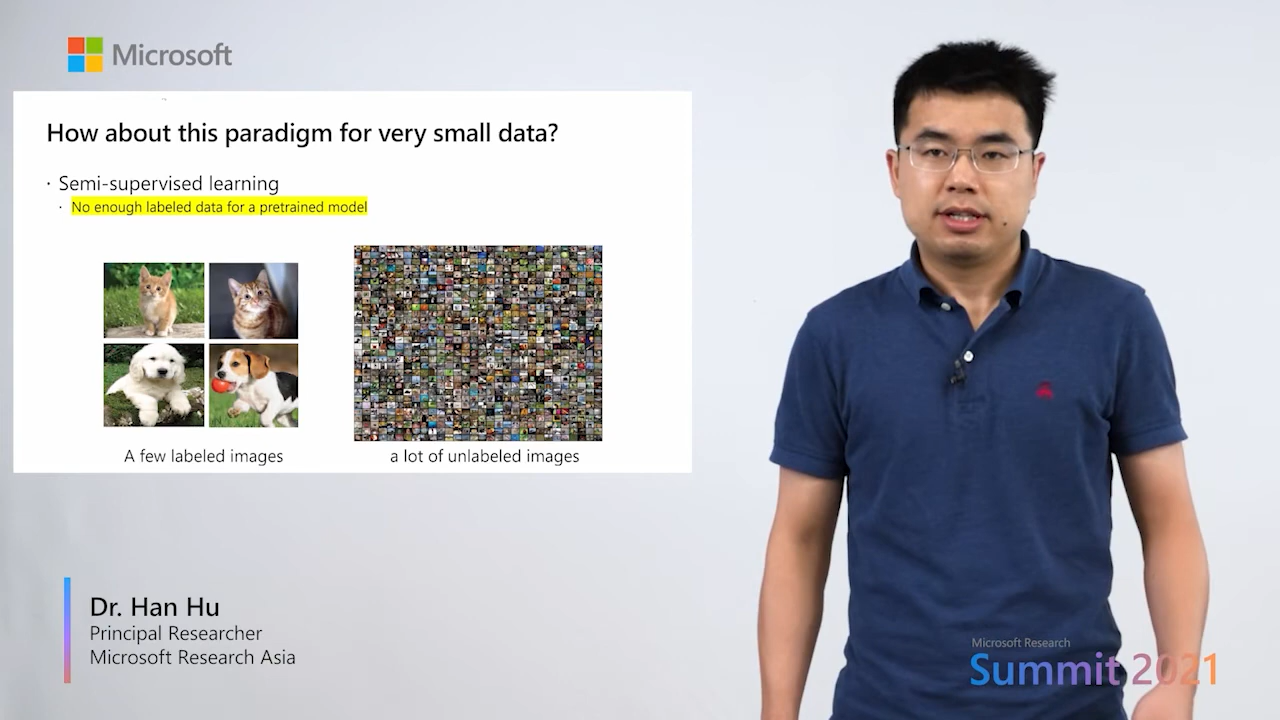 Microsoft
How about this paradigm for very small data?
· Semi-supervised learning
· No enough labeled data for a pretrained model
A few labeled images
a lot of unlabeled images
Dr. Han Hu
Principal Researcher
Microsoft Research Asia
Microsoft Research
Summit 2021